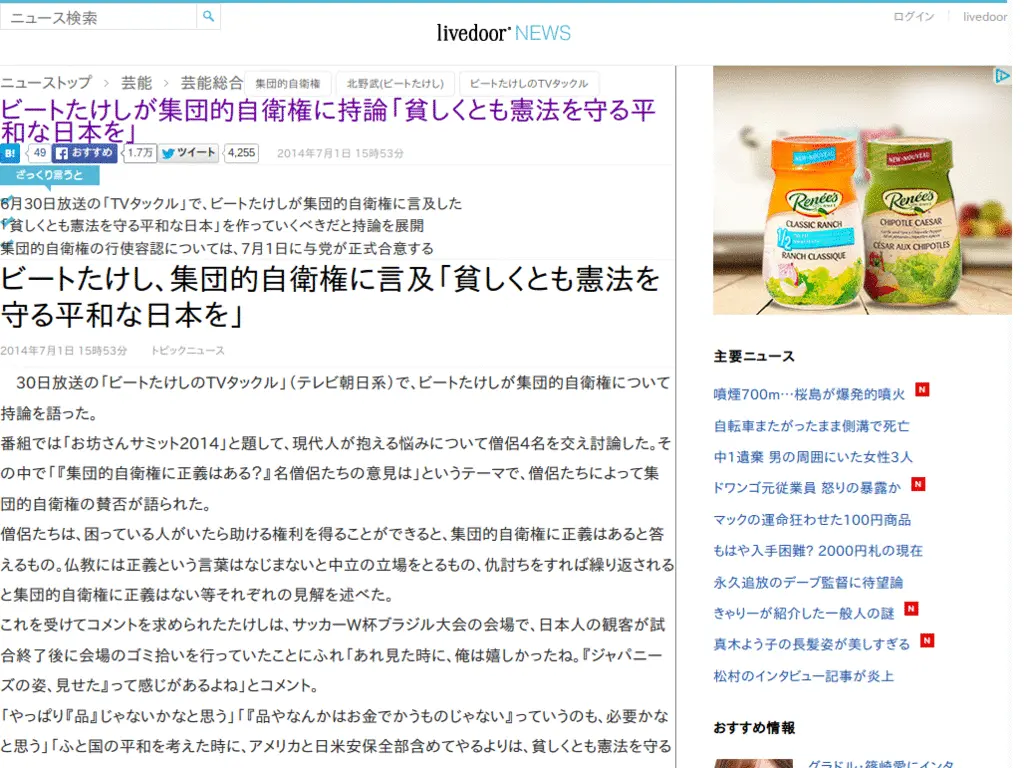 ニュース検索
ログイン
livedoor
livedoor NEWS
ニューストップ > 芸能 > 芸能総合 集団的自衛権 北野武(ビートたけし) ビートたけしのTVタックル
ビートたけしが集団的自衛権に持論「貧しくとも憲法を守る平
和な日本を」
B! 49 おすすめ 1.7万 ツイート 4,255 2014年7月1日 15時53分
ざっくり言うと
6月30日放送の「TVタックル」で、ビートたけしが集団的自衛権に言及した
「貧しくとも憲法を守る平和な日本」を作っていくべきだと持論を展開
集団的自衛権の行使容認については、7月1日に与党が正式合意する
ビートたけし、集団的自衛権に言及「貧しくとも憲法を
守る平和な日本を」
2014年7月1日 15時53分 トピックニュース
30日放送の「ビートたけしのTVタックル」(テレビ朝日系)で、ビートたけしが集団的自衛権について
持論を語った。
番組では「お坊さんサミット2014」と題して、現代人が抱える悩みについて僧侶4名を交え討論した。そ
の中で「『集団的自衛権に正義はある?』名僧侶たちの意見は」というテーマで、僧侶たちによって集
団的自衛権の賛否が語られた。
僧侶たちは、困っている人がいたら助ける権利を得ることができると、集団的自衛権に正義はあると答
えるもの。仏教には正義という言葉はなじまないと中立の立場をとるもの、仇討ちをすれば繰り返される
と集団的自衛権に正義はない等それぞれの見解を述べた。
これを受けてコメントを求められたたけしは、サッカーW杯ブラジル大会の会場で、日本人の観客が試
合終了後に会場のゴミ拾いを行っていたことにふれ「あれ見た時に、俺は嬉しかったね。『ジャパニー
ズの姿、見せた』って感じがあるよね」とコメント。
「やっぱり『品』じゃないかなと思う」「『品やなんかはお金でかうものじゃない』っていうのも、必要かな
と思う」「ふと国の平和を考えた時に、アメリカと日米安保全部含めてやるよりは、貧しくとも憲法を守る
NEW•NOUVEAU
Renée's
CLASSIC RANCH
1/2
RANCH CLASSIQUE
NEW•NOUVEAU
Renée's
CHIPOTLE CAESAR
CÉSAR AUX CHIPOTLES
主要ニュース
噴煙700m…桜島が爆発的噴火 N
自転車またがったまま側溝で死亡
中1遺棄 男の周囲にいた女性3人
ドワンゴ元従業員 怒りの暴露か N
マックの運命狂わせた100円商品
もはや入手困難? 2000円札の現在
永久追放のデーブ監督に待望論
きゃりーが紹介した一般人の謎 N
真木よう子の長髪姿が美しすぎる N
松村のインタビュー記事が炎上
おすすめ情報
グラドル・篠崎愛にインタ